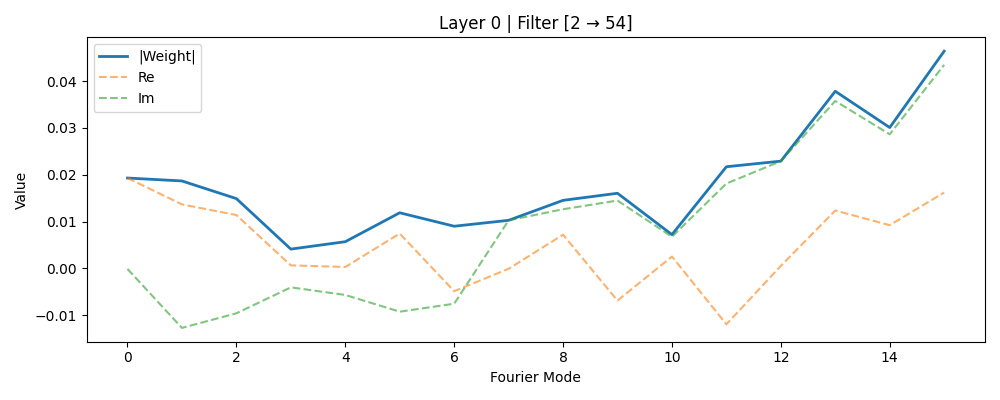 Layer 0 | Filter [2 → 54]
|Weight|
Re
Im
0.04
0.03
0.02
0.01
0.00
−0.01
Value
0 2 4 6 8 10 12 14
Fourier Mode